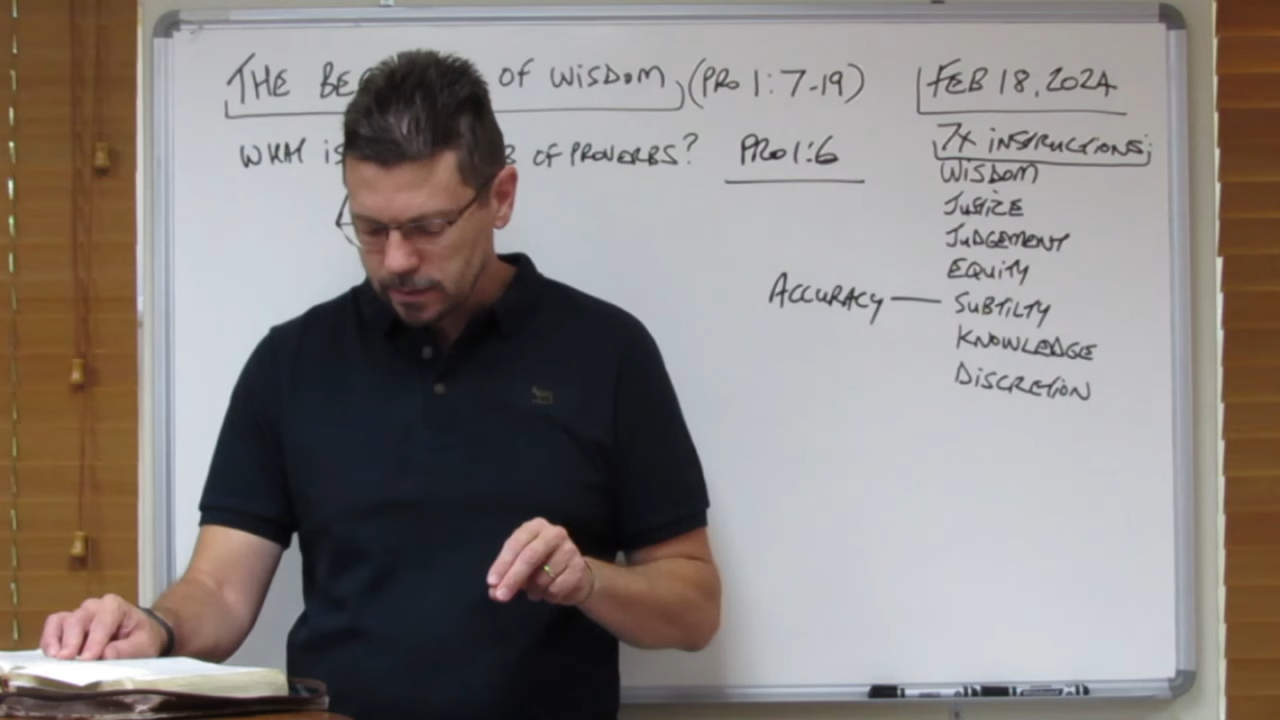 THE BE OF WISDOM (PRO 1:7-19)
WHAT IS OF PROVERBS? PRO 1:6
FEB 18, 2024
7X INSTRUCTIONS:
WISDOM
JUSTICE
JUDGEMENT
EQUITY
ACCURACY — SUBTILTY
KNOWLEDGE
DISCRETION